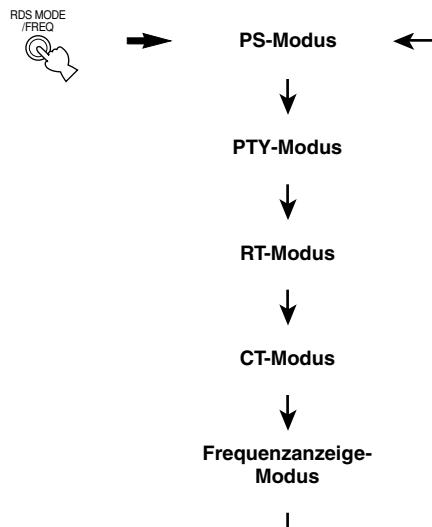 RDS MODE
/FREQ
PS-Modus
PTY-Modus
RT-Modus
CT-Modus
Frequenzanzeige-
Modus